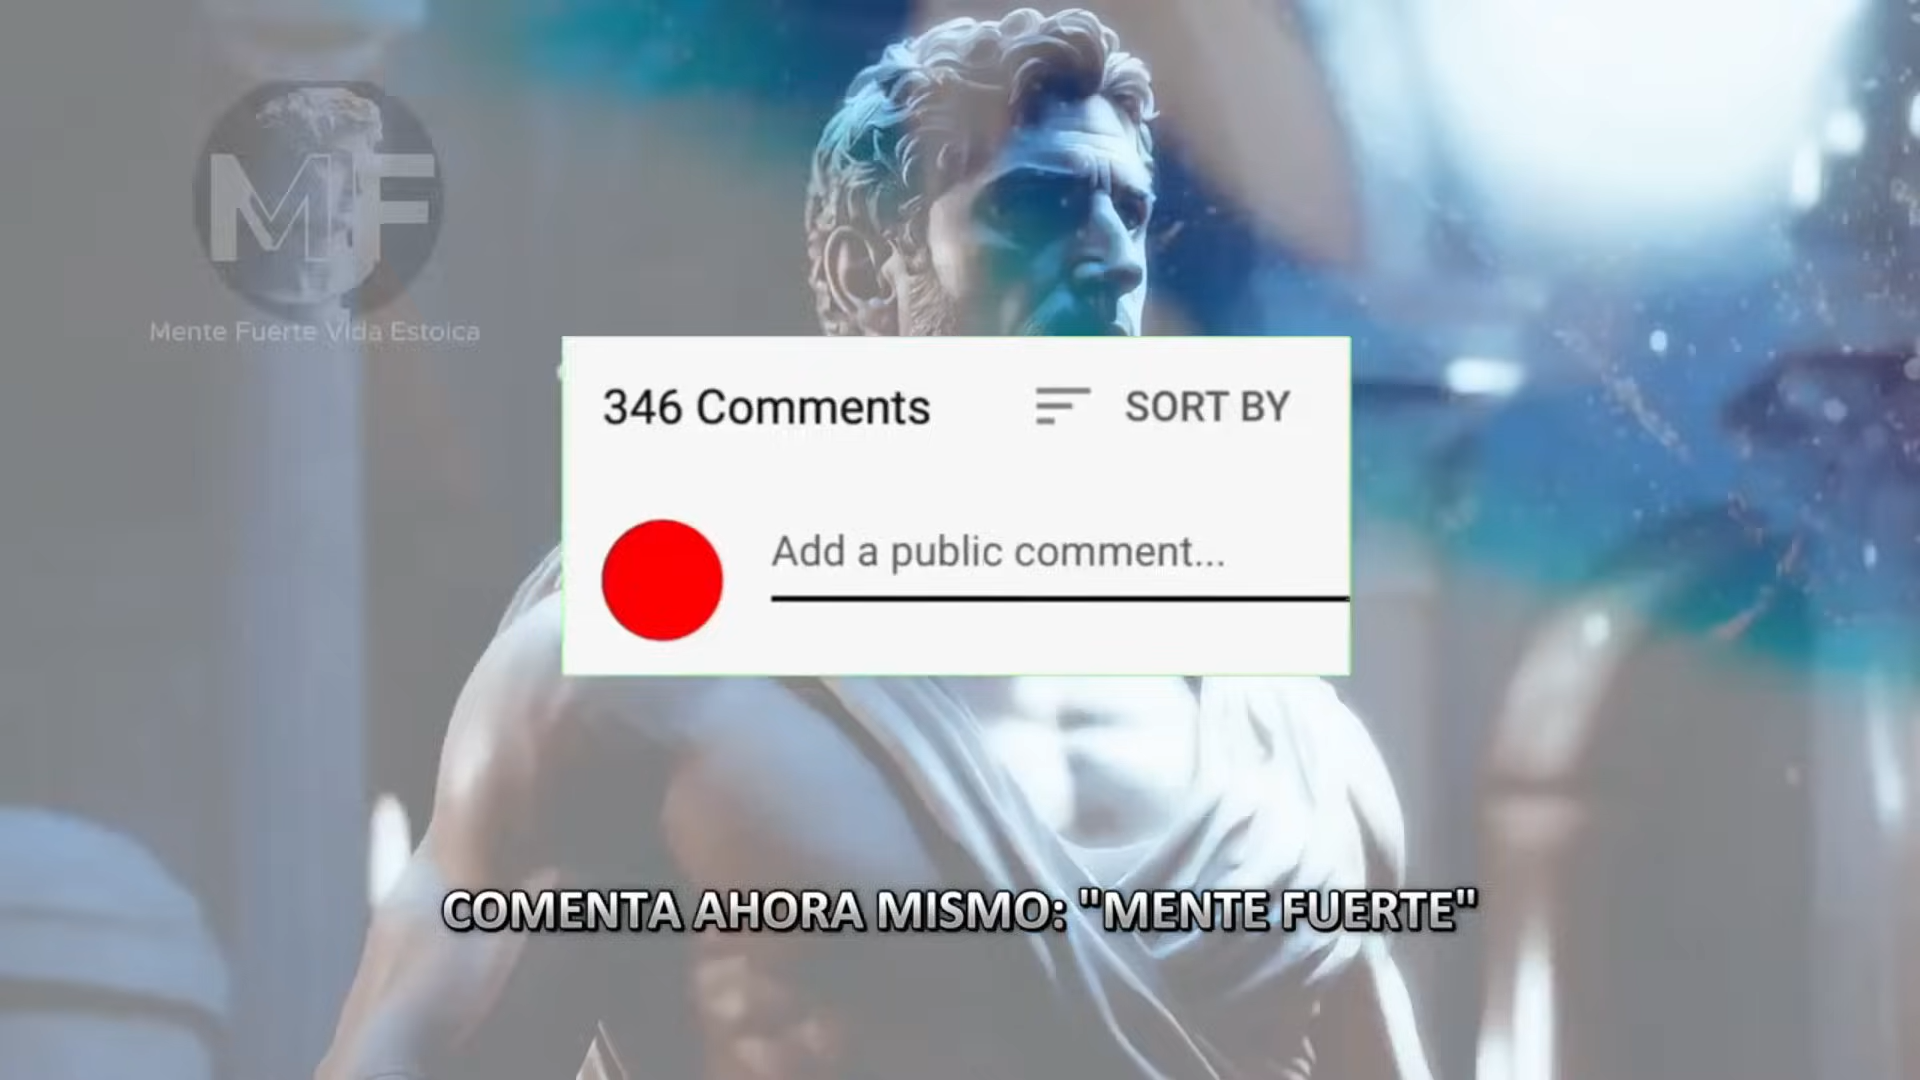 MF
Mente Fuerte Vida Estoica
346 Comments
SORT BY
Add a public comment...
COMENTA AHORA MISMO: "MENTE FUERTE"